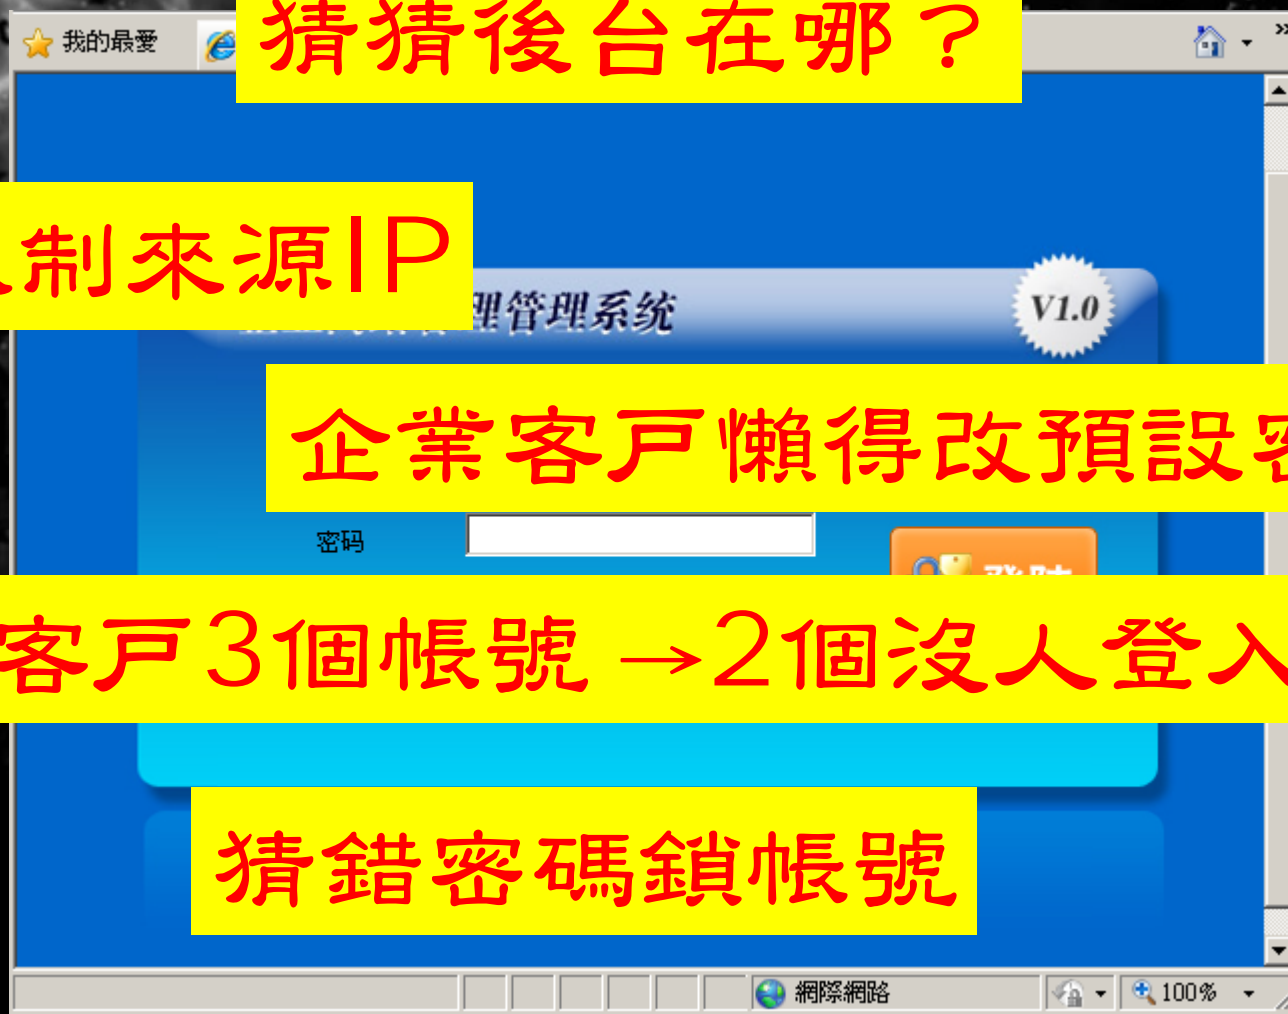 我的最愛
猜猜後台在哪？
制來源IP
理管理系统
V1.0
企業客戶懶得改預設
密码
客戶3個帳號→2個沒人登入
猜錯密碼鎖帳號
網際網路
100%